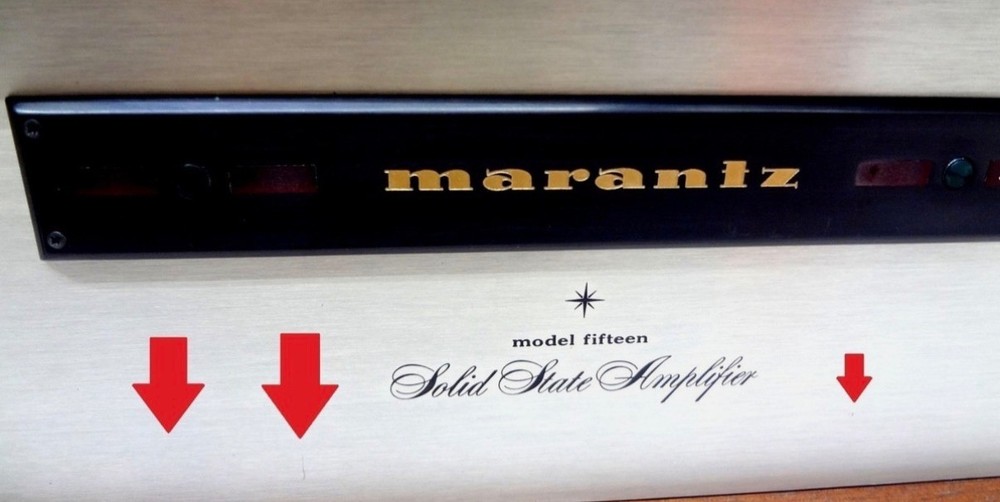 marantz
model fifteen
Solid State Amplifier